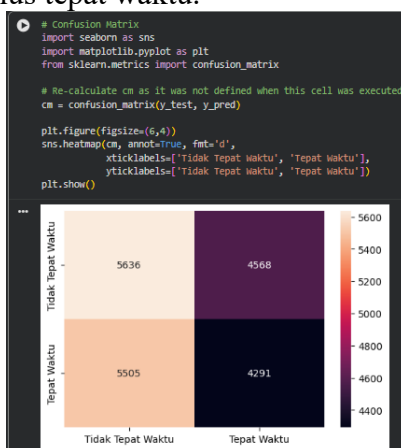 tepat waktu.
# Confusion Matrix
import seaborn as sns
import matplotlib.pyplot as plt
from sklearn.metrics import confusion_matrix
# Re-calculate cm as it was not defined when this cell was executed
cm = confusion_matrix(y_test, y_pred)
plt.figure(figsize=(6,4))
sns.heatmap(cm, annot=True, fmt='d',
xticklabels=['Tidak Tepat Waktu', 'Tepat Waktu'],
yticklabels=['Tidak Tepat Waktu', 'Tepat Waktu'])
plt.show()
Tidak Tepat Waktu
5636
4568
Tepat Waktu
5505
4291
Tidak Tepat Waktu
Tepat Waktu
5600
5400
5200
5000
4800
4600
4400